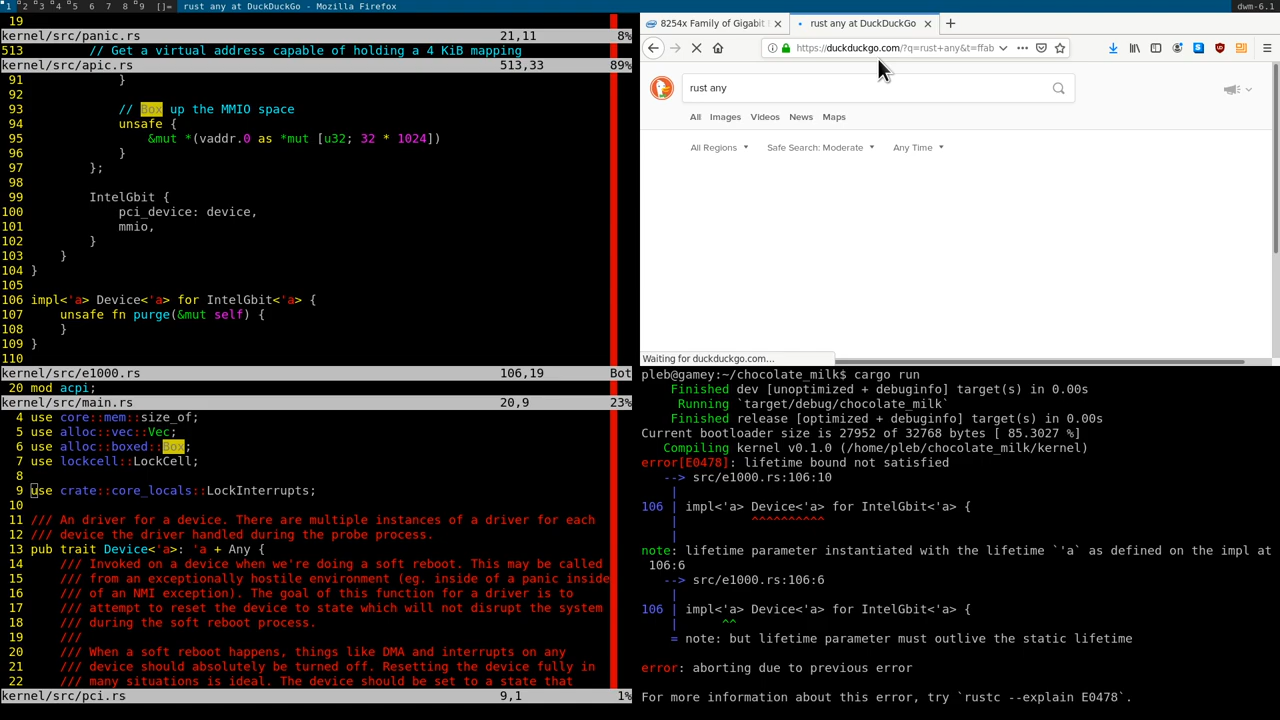 1 2 3 4 5 6 7 8 9 []= rust any at DuckDuckGo - Mozilla Firefox dwm-6.1
19
kernel/src/panic.rs 21,11 8%
513 // Get a virtual address capable of holding a 4 KiB mapping
kernel/src/apic.rs 513,33 89%
91 }
92
93 // Box up the MMIO space
94 unsafe {
95 &mut *(vaddr.0 as *mut [u32; 32 * 1024])
96 }
97 };
98
99 IntelGbit {
100 pci_device: device,
101 mmio,
102 }
103 }
104 }
105
106 impl<'a> Device<'a> for IntelGbit<'a> {
107 unsafe fn purge(&mut self) {
108 }
109 }
110
kernel/src/e1000.rs 106,19 Bot
20 mod acpi;
kernel/src/main.rs 20,9 23%
4 use core::mem::size_of;
5 use alloc::vec::Vec;
6 use alloc::boxed::Box;
7 use lockcell::LockCell;
8
9 use crate::core_locals::LockInterrupts;
10
11 /// An driver for a device. There are multiple instances of a driver for each
12 /// device the driver handled during the probe process.
13 pub trait Device<'a>: 'a + Any {
14 /// Invoked on a device when we're doing a soft reboot. This may be called
15 /// from an exceptionally hostile environment (eg. inside of a panic inside
16 /// of an NMI exception). The goal of this function for a driver is to
17 /// attempt to reset the device to state which will not disrupt the system
18 /// during the soft reboot process.
19 ///
20 /// When a soft reboot happens, things like DMA and interrupts on any
21 /// device should absolutely be turned off. Resetting the device fully in
22 /// many situations is ideal. The device should be set to a state that
kernel/src/pci.rs 9,1 1%
8254x Family of Gigabit
rust any at DuckDuckGo
https://duckduckgo.com/?q=rust+any&t=ffab
rust any
All Images Videos News Maps
All Regions Safe Search: Moderate Any Time
Waiting for duckduckgo.com...
pleb@gamey:~/chocolate_milk$ cargo run
Finished dev [unoptimized + debuginfo] target(s) in 0.00s
Running `target/debug/chocolate_milk`
Finished release [optimized + debuginfo] target(s) in 0.00s
Current bootloader size is 27952 of 32768 bytes [ 85.3027 %]
Compiling kernel v0.1.0 (/home/pleb/chocolate_milk/kernel)
error[E0478]: lifetime bound not satisfied
--> src/e1000.rs:106:10
|
106 | impl<'a> Device<'a> for IntelGbit<'a> {
| ^^^^^^^^^^
|
note: lifetime parameter instantiated with the lifetime `'a` as defined on the impl at
106:6
--> src/e1000.rs:106:6
|
106 | impl<'a> Device<'a> for IntelGbit<'a> {
| ^^
= note: but lifetime parameter must outlive the static lifetime
error: aborting due to previous error
For more information about this error, try `rustc --explain E0478`.